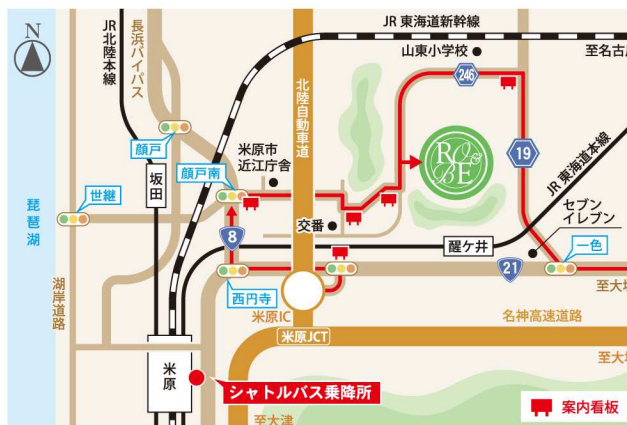 N
JR北陸本線
長浜バイパス
北陸自動車道
JR 東海道新幹線
山東小学校
至名古
246
顔戸
坂田
世継
顔戸南
米原市
近江庁舎
ROSE
19
JR 東海道本線
琵琶湖
湖岸道路
交番
8
醒ケ井
セブン
イレブン
21
一色
西円寺
米原IC
至大
米原JCT
名神高速道路
米原
至大
シャトルバス乗降所
至大津
案内看板